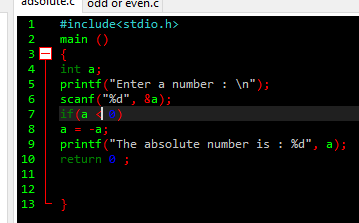 adsolute.c odd or even.c
1 #include<stdio.h>
2 main ()
3 {
4 int a;
5 printf("Enter a number : \n");
6 scanf("%d", &a);
7 if(a < 0)
8 a = -a;
9 printf("The absolute number is : %d", a);
10 return 0 ;
11
12
13 }